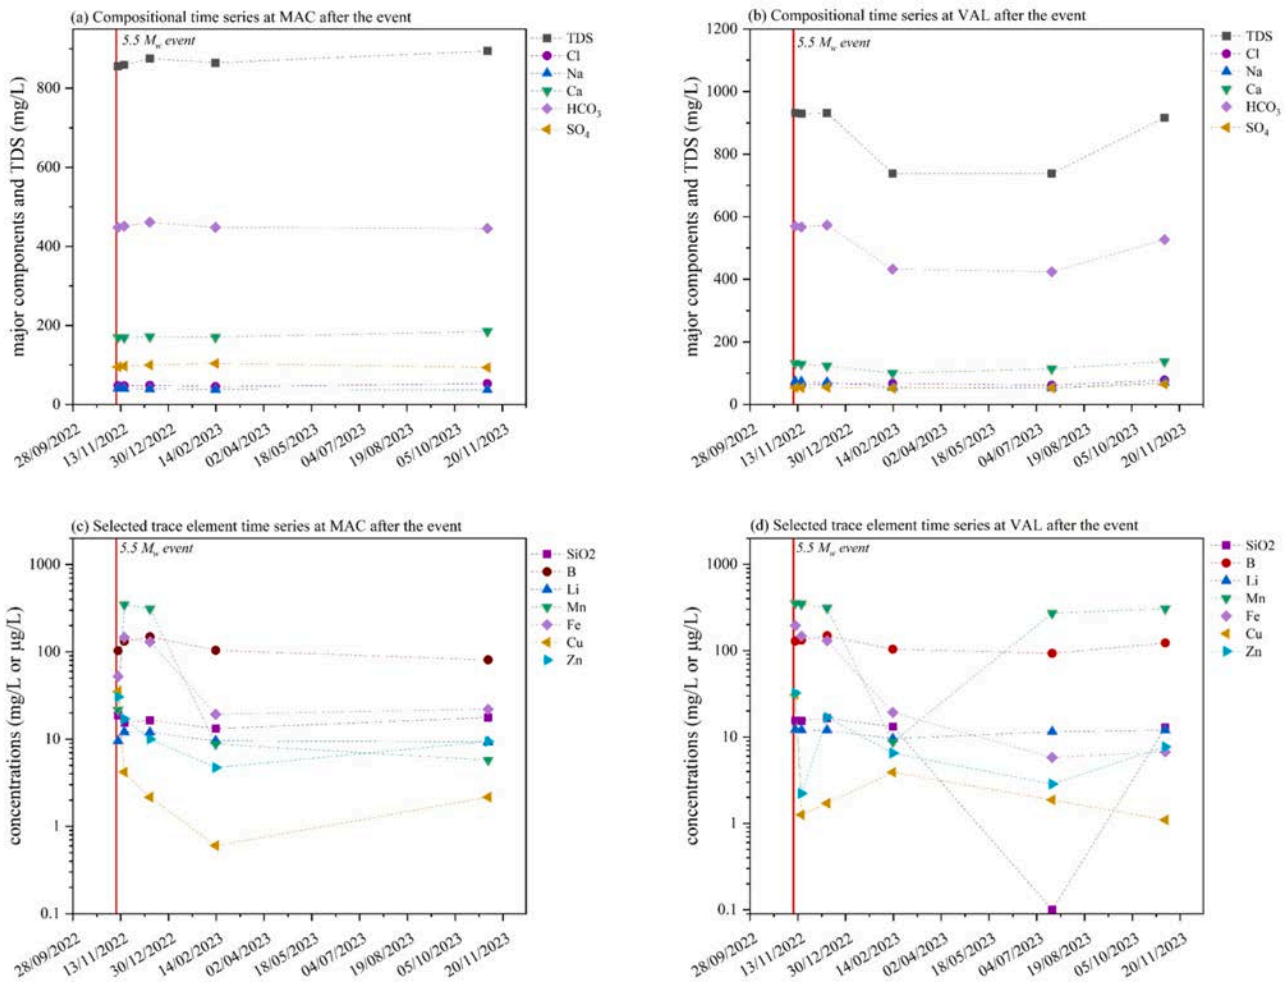 (a) Compositional time series at MAC after the event
5.5 Mw event
TDS
Cl
Na
Ca
HCO3
SO4
major components and TDS (mg/L)
800
600
400
200
0
28/09/2022
13/11/2022
30/12/2022
14/02/2023
02/04/2023
18/05/2023
04/07/2023
19/08/2023
05/10/2023
20/11/2023
(b) Compositional time series at VAL after the event
5.5 Mw event
TDS
Cl
Na
Ca
HCO3
SO4
major components and TDS (mg/L)
1200
1000
800
600
400
200
0
28/09/2022
13/11/2022
30/12/2022
14/02/2023
02/04/2023
18/05/2023
04/07/2023
19/08/2023
05/10/2023
20/11/2023
(c) Selected trace element time series at MAC after the event
5.5 Mw event
SiO2
B
Li
Mn
Fe
Cu
Zn
concentrations (mg/L or µg/L)
1000
100
10
1
0.1
28/09/2022
13/11/2022
30/12/2022
14/02/2023
02/04/2023
18/05/2023
04/07/2023
19/08/2023
05/10/2023
20/11/2023
(d) Selected trace element time series at VAL after the event
5.5 Mw event
SiO2
B
Li
Mn
Fe
Cu
Zn
concentrations (mg/L or µg/L)
1000
100
10
1
0.1
28/09/2022
13/11/2022
30/12/2022
14/02/2023
02/04/2023
18/05/2023
04/07/2023
19/08/2023
05/10/2023
20/11/2023